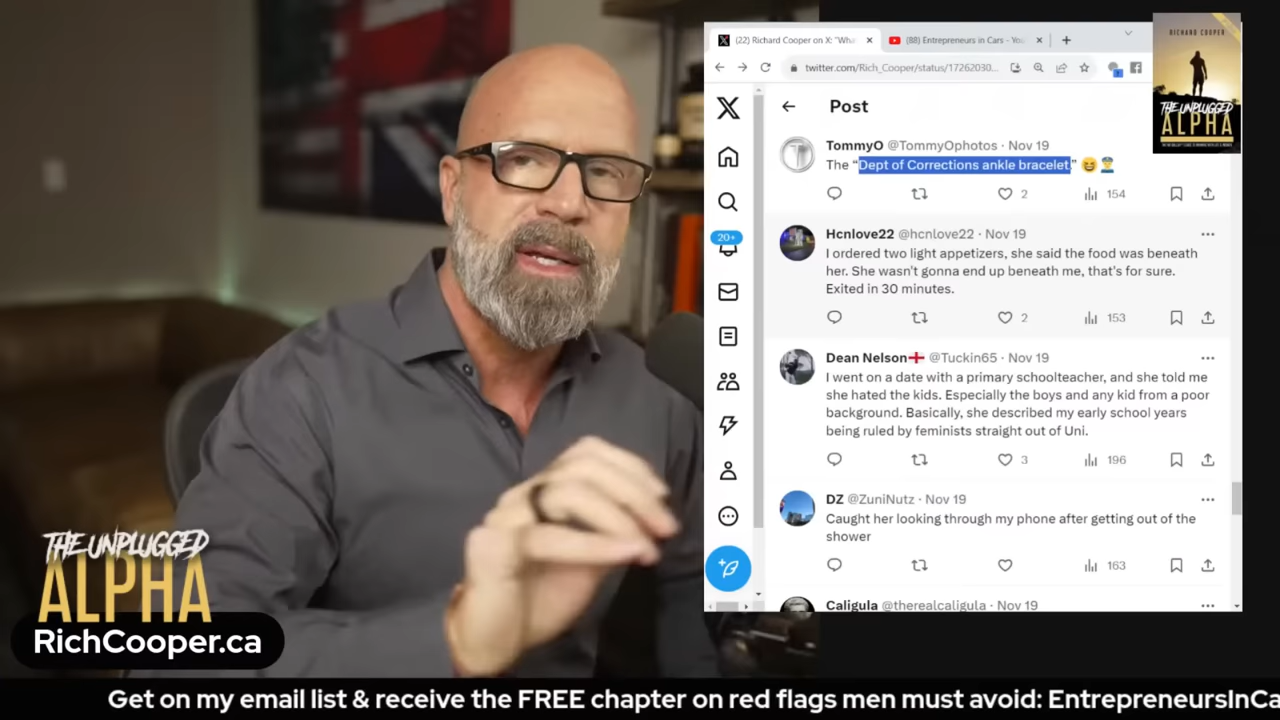 (22) Richard Cooper on X: "Wha
(88) Entrepreneurs in Cars - You
twitter.com/Rich_Cooper/status/17262030...
RICHARD COOPER
THE UNPLUGGED
ALPHA
Post
TommyO @TommyOphotos · Nov 19
The "Dept of Corrections ankle bracelet" 😆👮
2
154
20+
Hcnlove22 @hcnlove22 · Nov 19
I ordered two light appetizers, she said the food was beneath
her. She wasn't gonna end up beneath me, that's for sure.
Exited in 30 minutes.
2
153
Dean Nelson🏴󠁧󠁢󠁥󠁮󠁧󠁿 @Tuckin65 · Nov 19
I went on a date with a primary schoolteacher, and she told me
she hated the kids. Especially the boys and any kid from a poor
background. Basically, she described my early school years
being ruled by feminists straight out of Uni.
3
196
DZ @ZuniNutz · Nov 19
Caught her looking through my phone after getting out of the
shower
163
Caligula @therealcaligula · Nov 19
THE UNPLUGGED
ALPHA
RichCooper.ca
Get on my email list & receive the FREE chapter on red flags men must avoid: EntrepreneursInCa